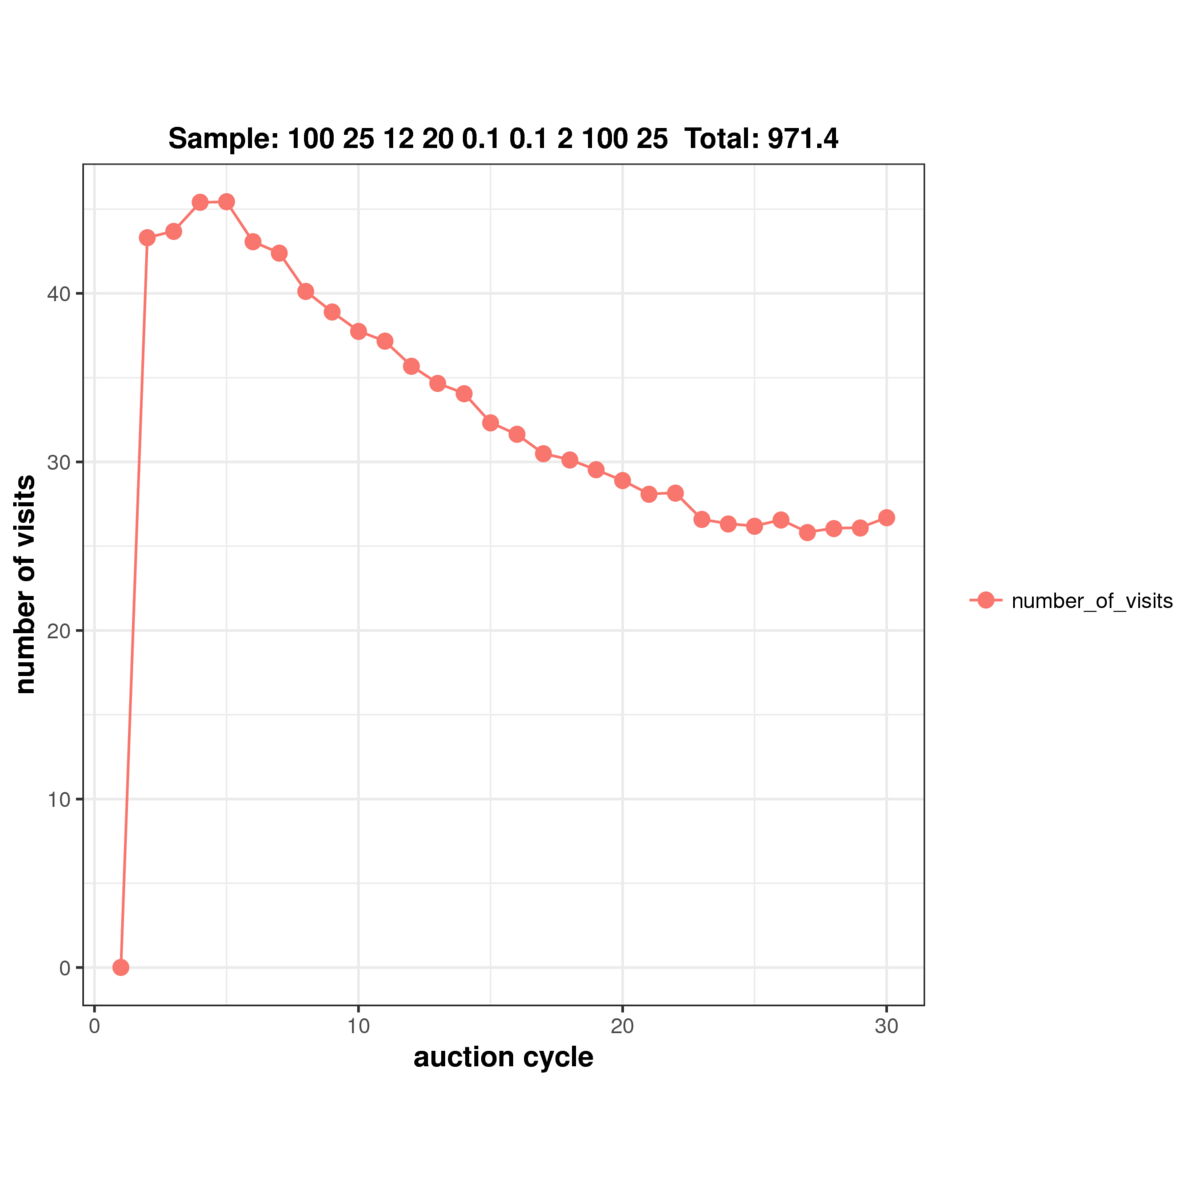 Sample: 100 25 12 20 0.1 0.1 2 100 25  Total: 971.4
number of visits
40
30
20
10
0
0 10 20 30
auction cycle
number_of_visits